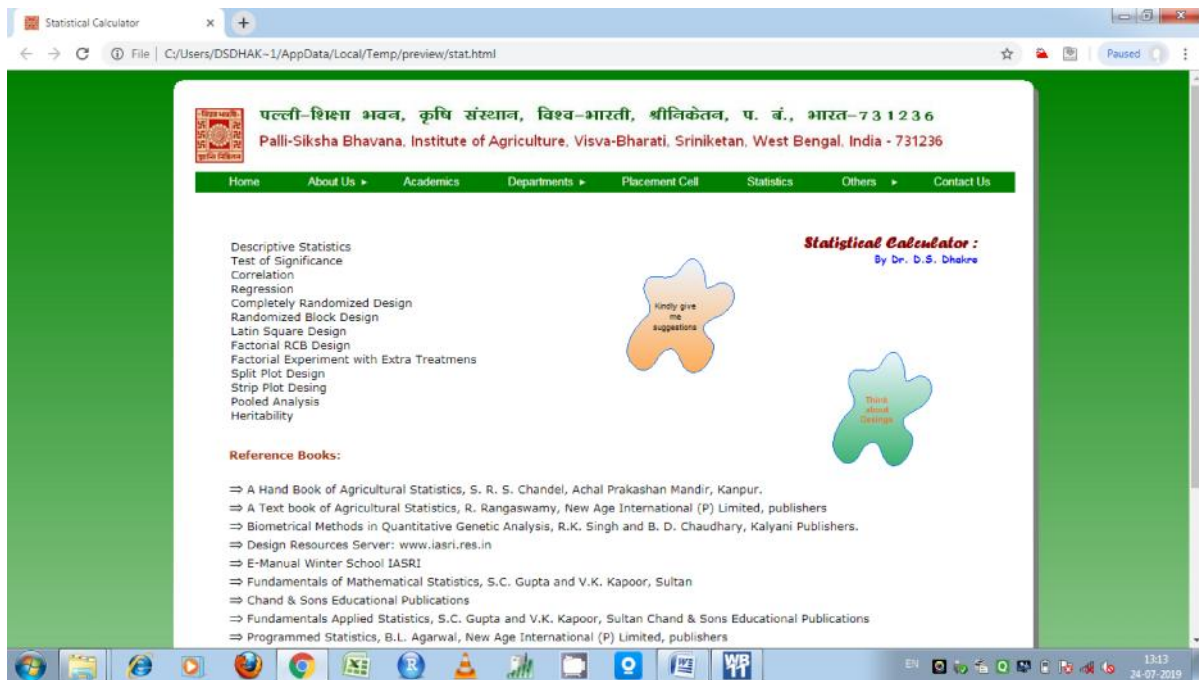 Statistical Calculator
File | C:/Users/DSDHAK~1/AppData/Local/Temp/preview/stat.html
Paused
पल्ली-शिक्षा भवन, कृषि संस्थान, विश्व-भारती, श्रीनिकेतन, प. बं., भारत-731236
Palli-Siksha Bhavana, Institute of Agriculture, Visva-Bharati, Sriniketan, West Bengal, India - 731236
Home About Us ► Academics Departments ► Placement Cell Statistics Others ► Contact Us
Statistical Calculator :
By Dr. D.S. Dhakre
Descriptive Statistics
Test of Significance
Correlation
Regression
Completely Randomized Design
Randomized Block Design
Latin Square Design
Factorial RCB Design
Factorial Experiment with Extra Treatmens
Split Plot Design
Strip Plot Desing
Pooled Analysis
Heritability
Kindly give
me
suggestions
Think
about
Desings
Reference Books:
⇒ A Hand Book of Agricultural Statistics, S. R. S. Chandel, Achal Prakashan Mandir, Kanpur.
⇒ A Text book of Agricultural Statistics, R. Rangaswamy, New Age International (P) Limited, publishers
⇒ Biometrical Methods in Quantitative Genetic Analysis, R.K. Singh and B. D. Chaudhary, Kalyani Publishers.
⇒ Design Resources Server: www.iasri.res.in
⇒ E-Manual Winter School IASRI
⇒ Fundamentals of Mathematical Statistics, S.C. Gupta and V.K. Kapoor, Sultan
⇒ Chand & Sons Educational Publications
⇒ Fundamentals Applied Statistics, S.C. Gupta and V.K. Kapoor, Sultan Chand & Sons Educational Publications
⇒ Programmed Statistics, B.L. Agarwal, New Age International (P) Limited, publishers
EN
13:13
24-07-2019